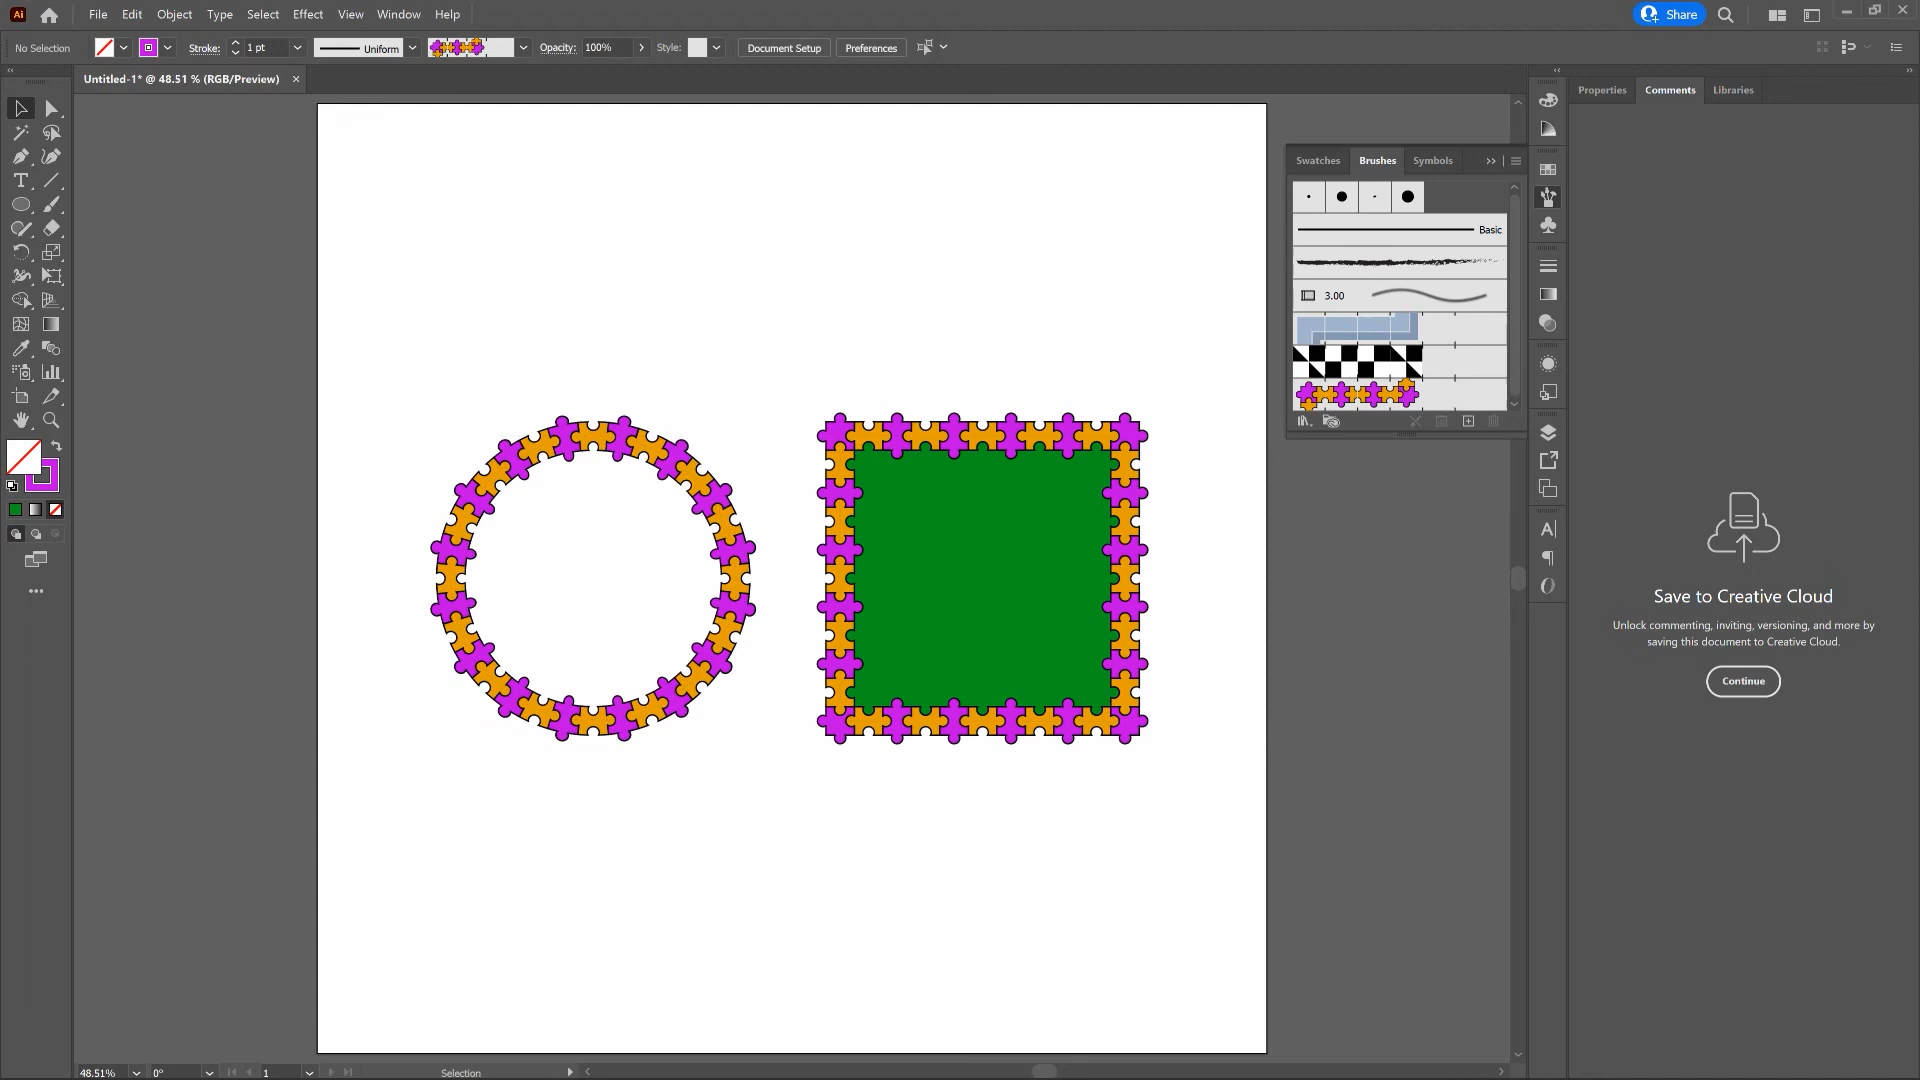 Ai File Edit Object Type Select Effect View Window Help Share
No Selection Stroke: 1 pt Uniform Opacity: 100% Style: Document Setup Preferences
Untitled-1* @ 48.51 % (RGB/Preview)
Properties Comments Libraries
Swatches Brushes Symbols
Basic
3.00
Save to Creative Cloud
Unlock commenting, inviting, versioning, and more by
saving this document to Creative Cloud.
Continue
48.51% 0° 1 Selection